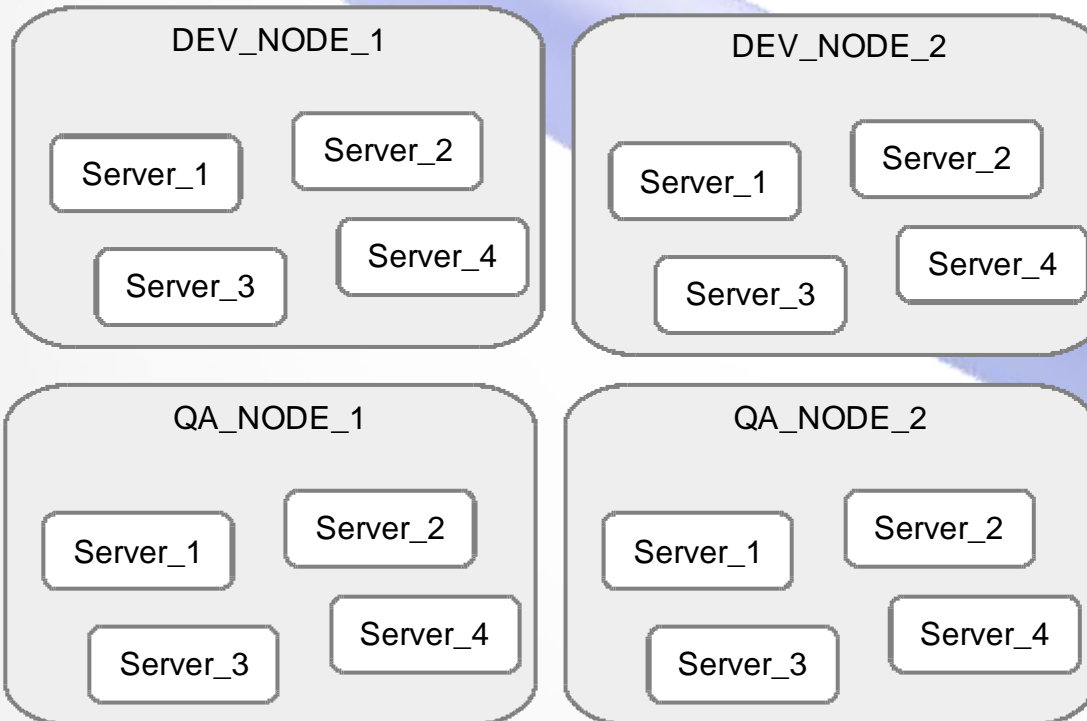 DEV_NODE_1
Server_1
Server_2
Server_3
Server_4
DEV_NODE_2
Server_1
Server_2
Server_3
Server_4
QA_NODE_1
Server_1
Server_2
Server_3
Server_4
QA_NODE_2
Server_1
Server_2
Server_3
Server_4